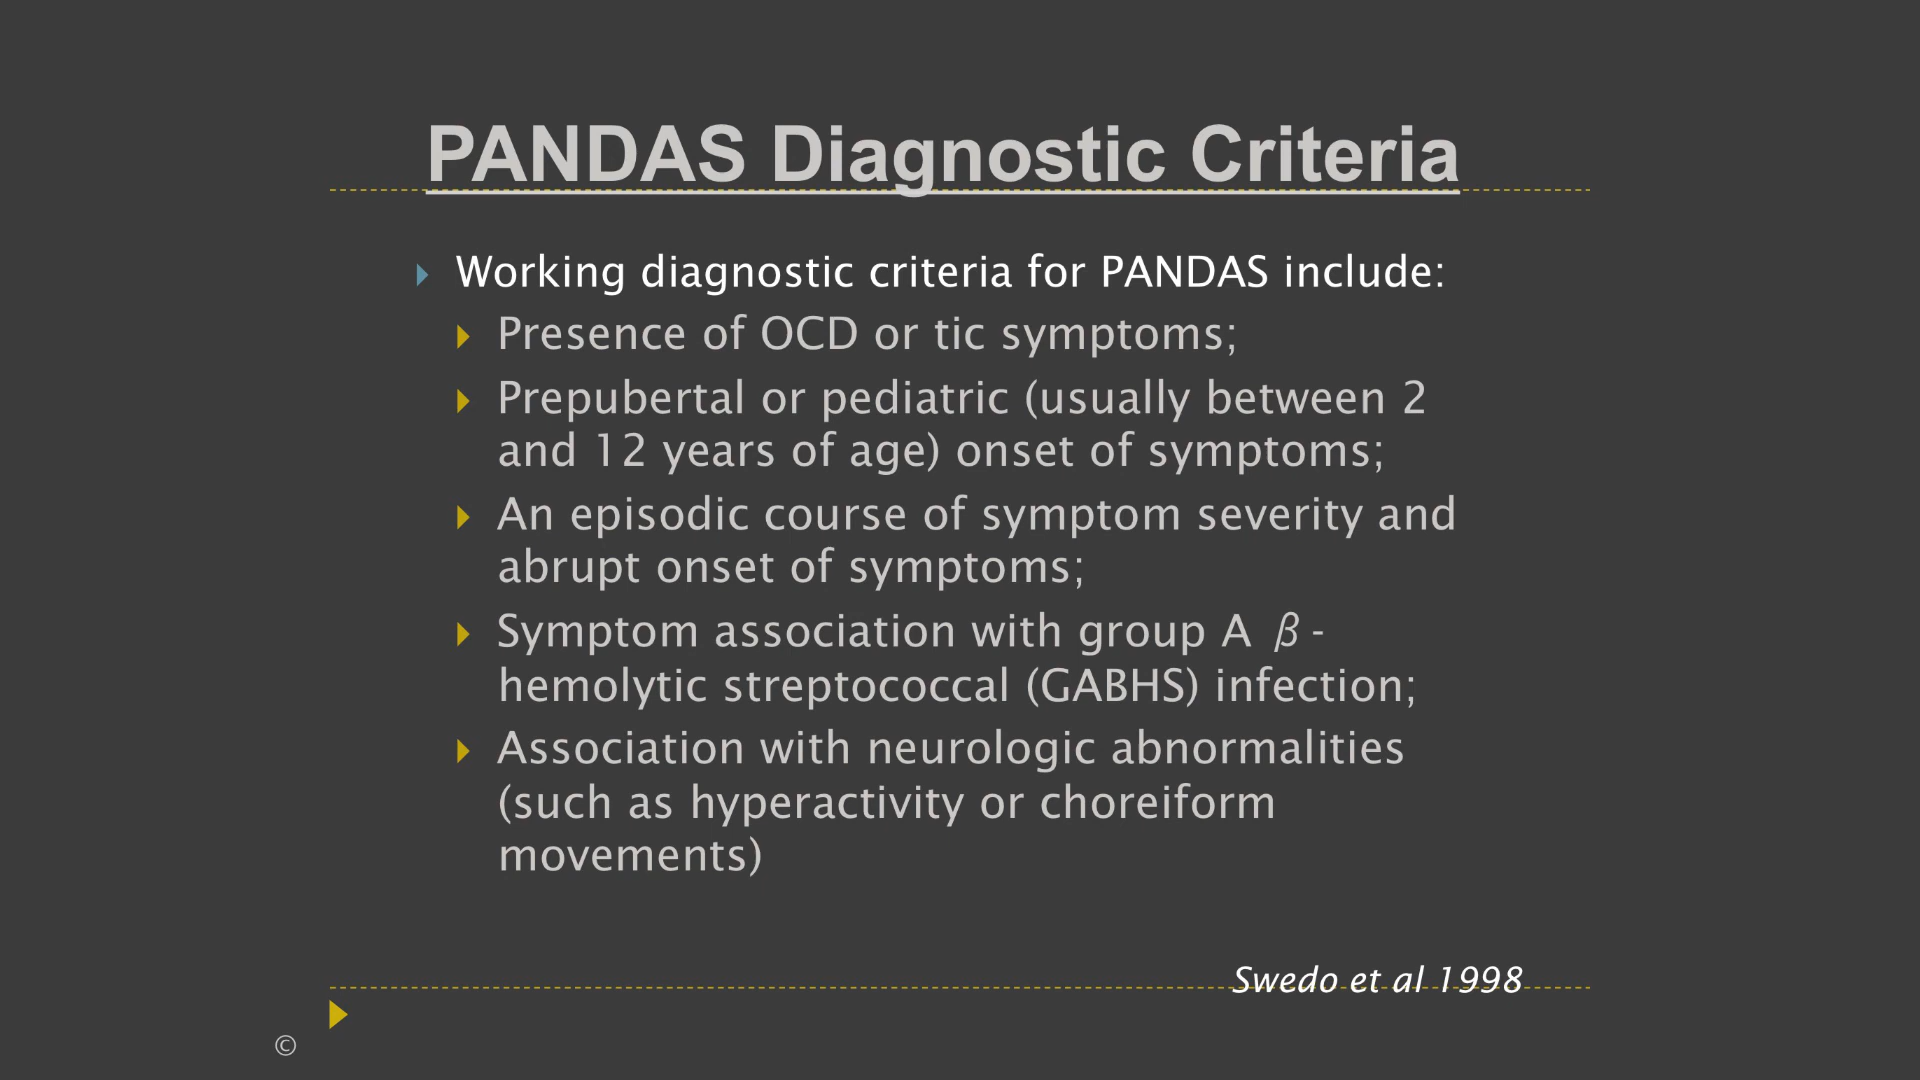 PANDAS Diagnostic Criteria
Working diagnostic criteria for PANDAS include:
Presence of OCD or tic symptoms;
Prepubertal or pediatric (usually between 2
and 12 years of age) onset of symptoms;
An episodic course of symptom severity and
abrupt onset of symptoms;
Symptom association with group A β-
hemolytic streptococcal (GABHS) infection;
Association with neurologic abnormalities
(such as hyperactivity or choreiform
movements)
Swedo et al 1998
©